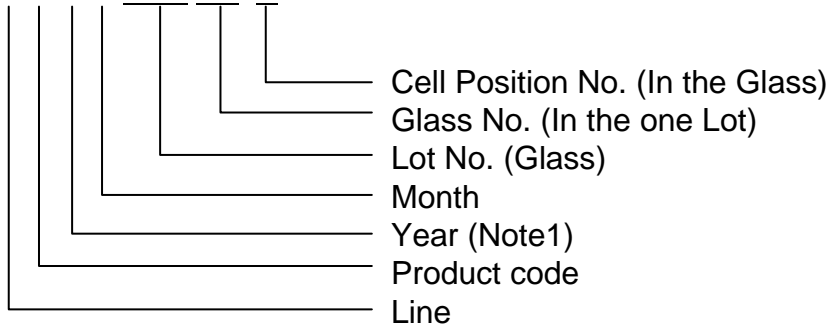 Cell Position No. (In the Glass)
Glass No. (In the one Lot)
Lot No. (Glass)
Month
Year (Note1)
Product code
Line